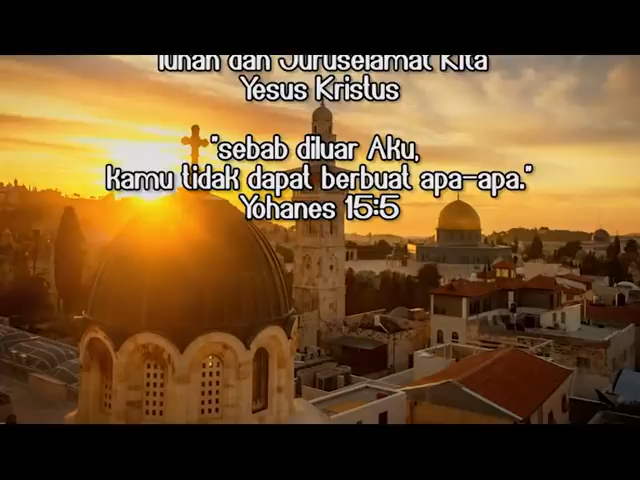 Tuhan dan Juruselamat Kita
Yesus Kristus
"sebab diluar Aku,
kamu tidak dapat berbuat apa-apa."
Yohanes 15:5